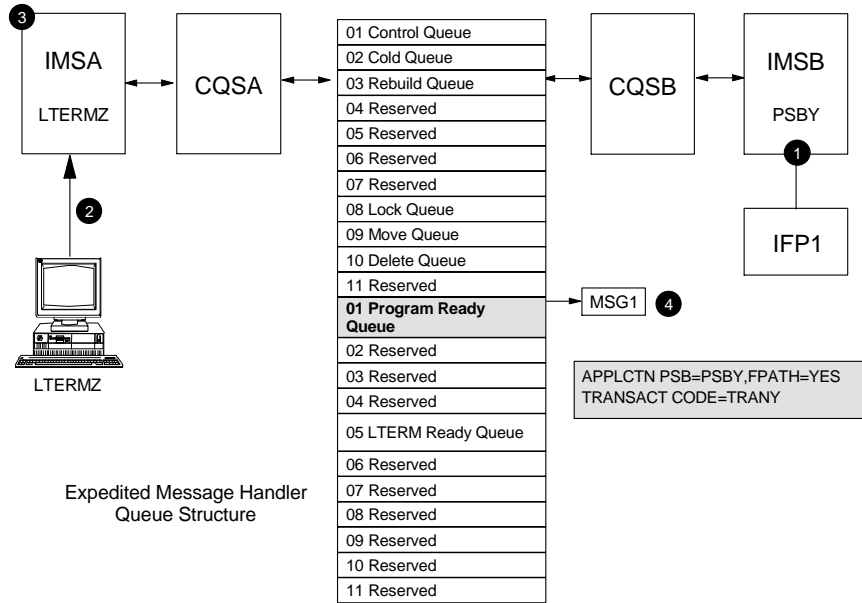 3
IMSA
LTERMZ
CQSA
2
LTERMZ
01 Control Queue
02 Cold Queue
03 Rebuild Queue
04 Reserved
05 Reserved
06 Reserved
07 Reserved
08 Lock Queue
09 Move Queue
10 Delete Queue
11 Reserved
01 Program Ready
Queue
02 Reserved
03 Reserved
04 Reserved
05 LTERM Ready Queue
06 Reserved
07 Reserved
08 Reserved
09 Reserved
10 Reserved
11 Reserved
CQSB
IMSB
PSBY
1
IFP1
MSG1
4
APPLCTN PSB=PSBY,FPATH=YES
TRANSACT CODE=TRANY
Expedited Message Handler
Queue Structure